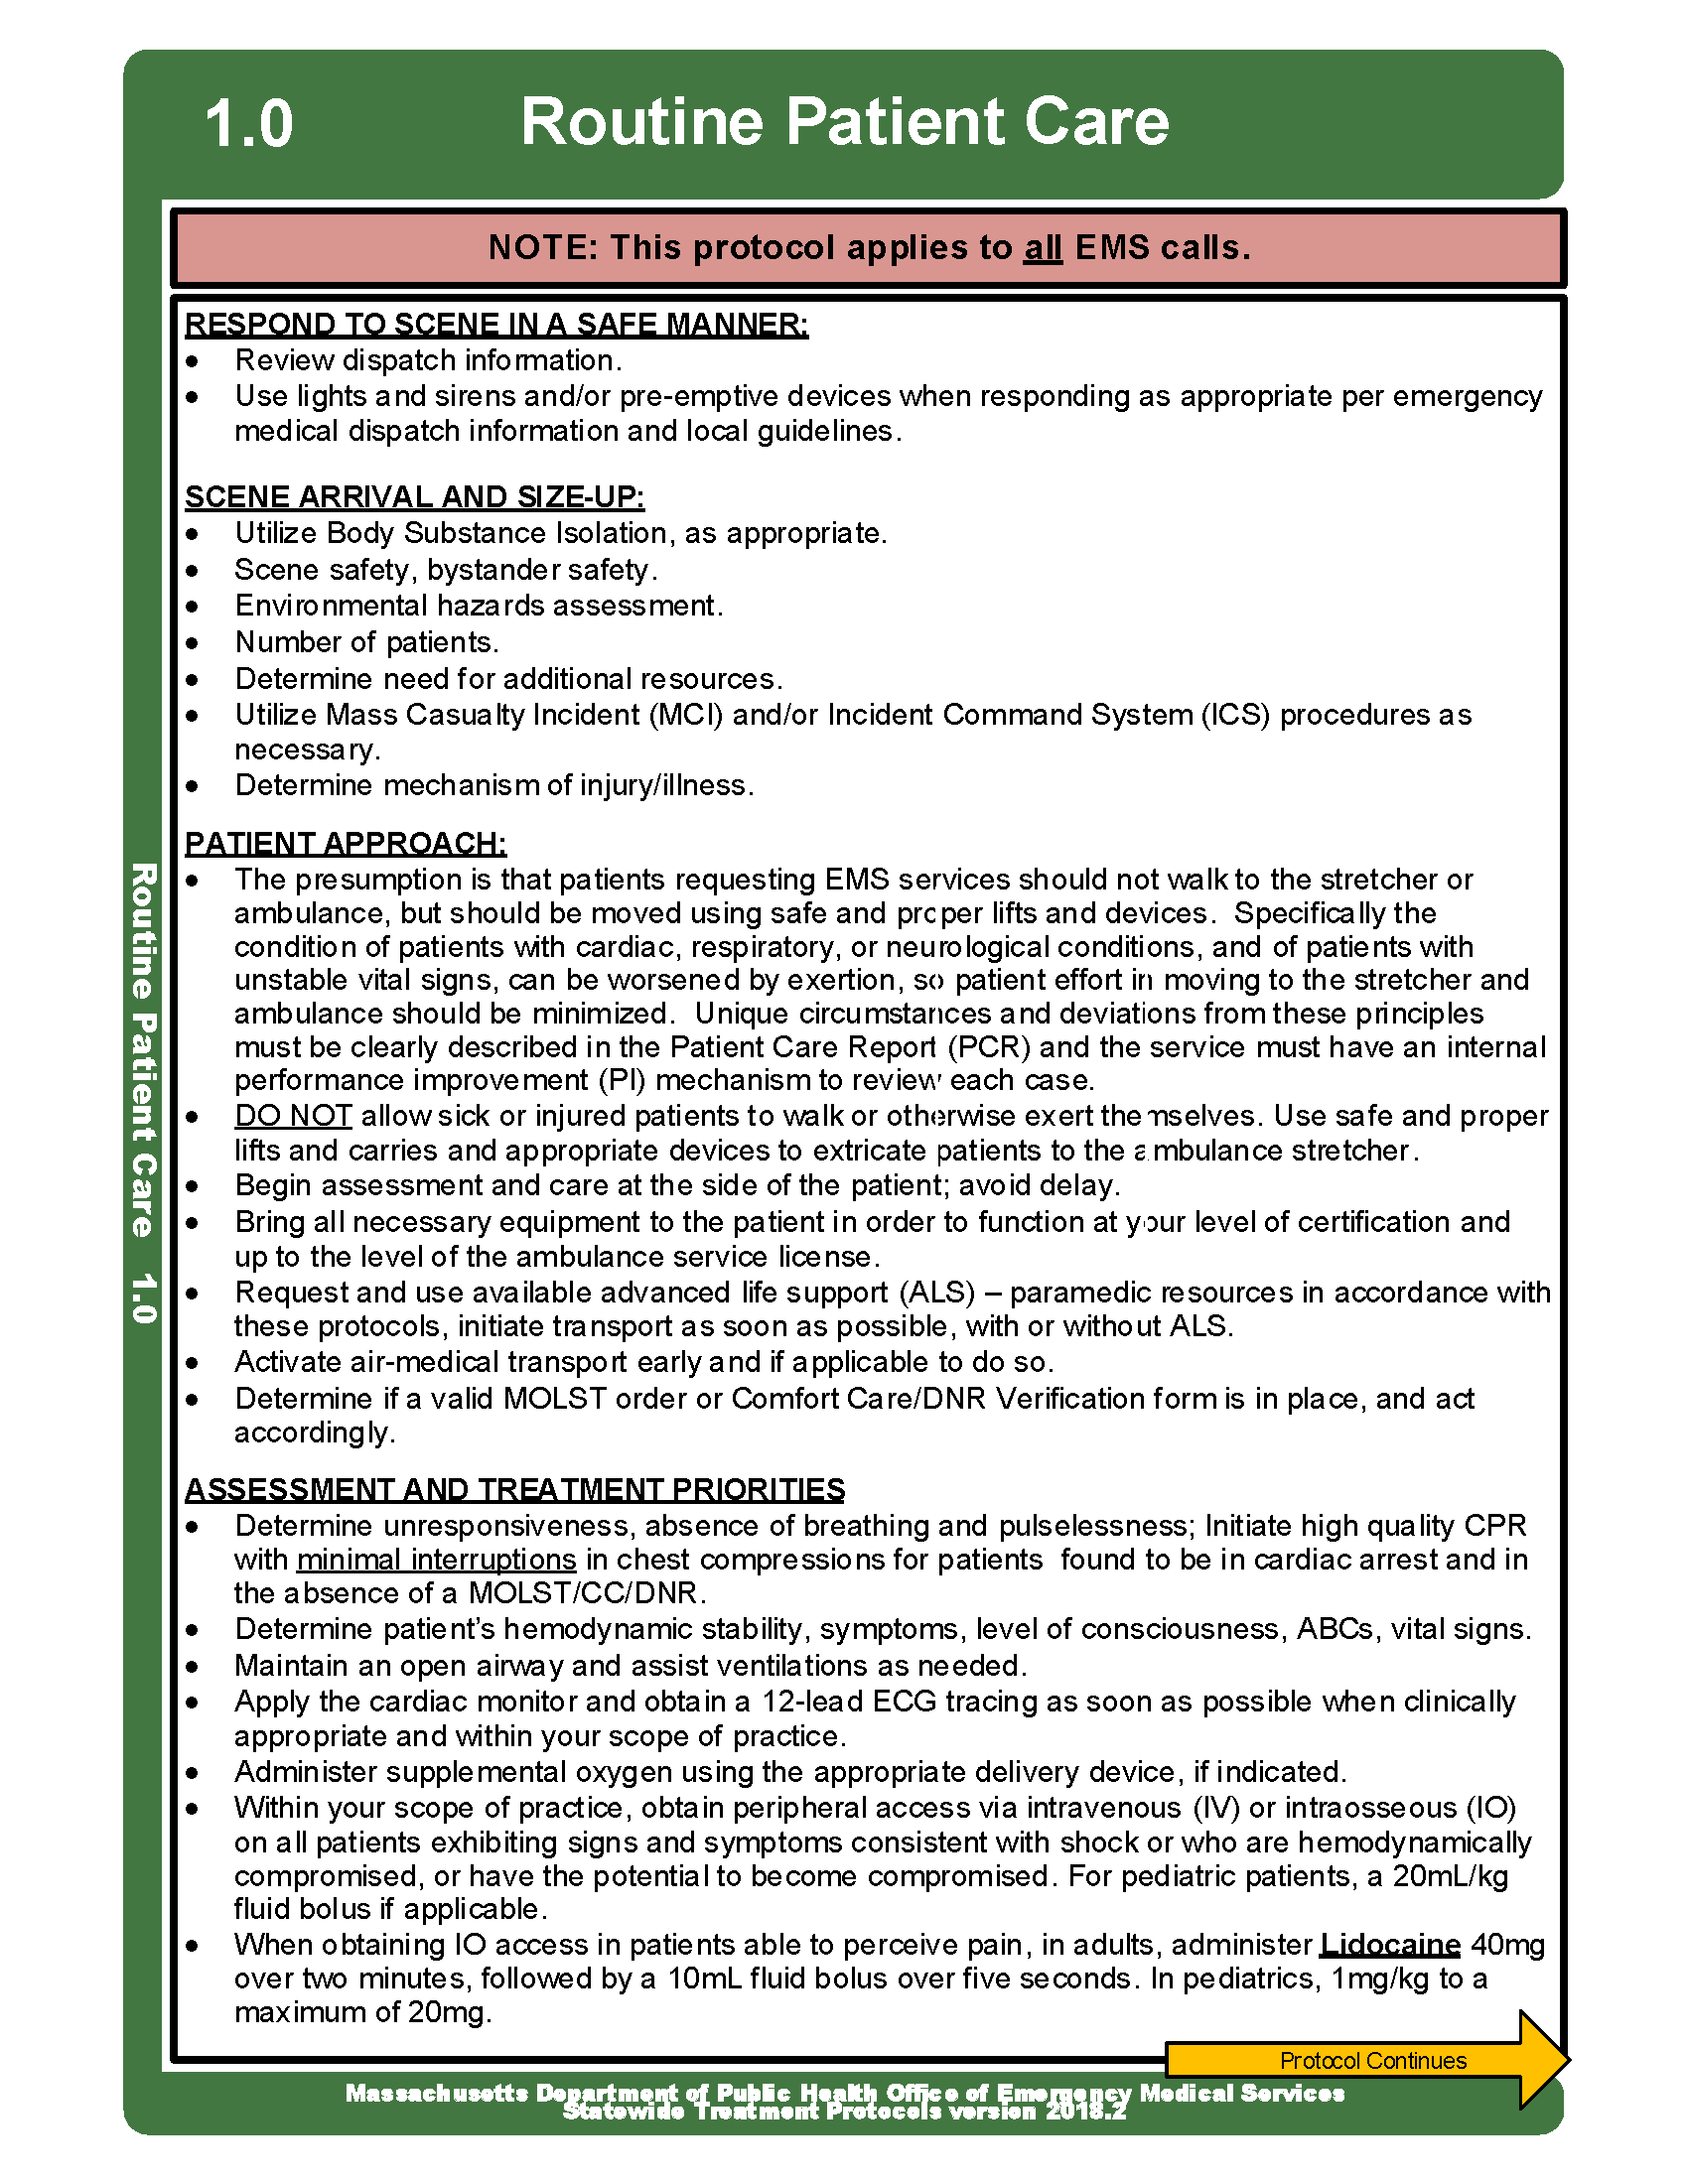 1.0 Routine Patient Care
NOTE: This protocol applies to all EMS calls.
RESPOND TO SCENE IN A SAFE MANNER:
• Review dispatch information.
• Use lights and sirens and/or pre-emptive devices when responding as appropriate per emergency
medical dispatch information and local guidelines.
SCENE ARRIVAL AND SIZE-UP:
• Utilize Body Substance Isolation, as appropriate.
• Scene safety, bystander safety.
• Environmental hazards assessment.
• Number of patients.
• Determine need for additional resources.
• Utilize Mass Casualty Incident (MCI) and/or Incident Command System (ICS) procedures as
necessary.
• Determine mechanism of injury/illness.
PATIENT APPROACH:
• The presumption is that patients requesting EMS services should not walk to the stretcher or
ambulance, but should be moved using safe and proper lifts and devices. Specifically the
condition of patients with cardiac, respiratory, or neurological conditions, and of patients with
unstable vital signs, can be worsened by exertion, so patient effort in moving to the stretcher and
ambulance should be minimized. Unique circumstances and deviations from these principles
must be clearly described in the Patient Care Report (PCR) and the service must have an internal
performance improvement (PI) mechanism to review each case.
• DO NOT allow sick or injured patients to walk or otherwise exert themselves. Use safe and proper
lifts and carries and appropriate devices to extricate patients to the ambulance stretcher.
• Begin assessment and care at the side of the patient; avoid delay.
• Bring all necessary equipment to the patient in order to function at your level of certification and
up to the level of the ambulance service license.
• Request and use available advanced life support (ALS) – paramedic resources in accordance with
these protocols, initiate transport as soon as possible, with or without ALS.
• Activate air-medical transport early and if applicable to do so.
• Determine if a valid MOLST order or Comfort Care/DNR Verification form is in place, and act
accordingly.
ASSESSMENT AND TREATMENT PRIORITIES
• Determine unresponsiveness, absence of breathing and pulselessness; Initiate high quality CPR
with minimal interruptions in chest compressions for patients found to be in cardiac arrest and in
the absence of a MOLST/CC/DNR.
• Determine patient’s hemodynamic stability, symptoms, level of consciousness, ABCs, vital signs.
• Maintain an open airway and assist ventilations as needed.
• Apply the cardiac monitor and obtain a 12-lead ECG tracing as soon as possible when clinically
appropriate and within your scope of practice.
• Administer supplemental oxygen using the appropriate delivery device, if indicated.
• Within your scope of practice, obtain peripheral access via intravenous (IV) or intraosseous (IO)
on all patients exhibiting signs and symptoms consistent with shock or who are hemodynamically
compromised, or have the potential to become compromised. For pediatric patients, a 20mL/kg
fluid bolus if applicable.
• When obtaining IO access in patients able to perceive pain, in adults, administer Lidocaine 40mg
over two minutes, followed by a 10mL fluid bolus over five seconds. In pediatrics, 1mg/kg to a
maximum of 20mg.
Protocol Continues
Routine Patient Care 1.0
Massachusetts Department of Public Health Office of Emergency Medical Services
Statewide Treatment Protocols version 2018.2